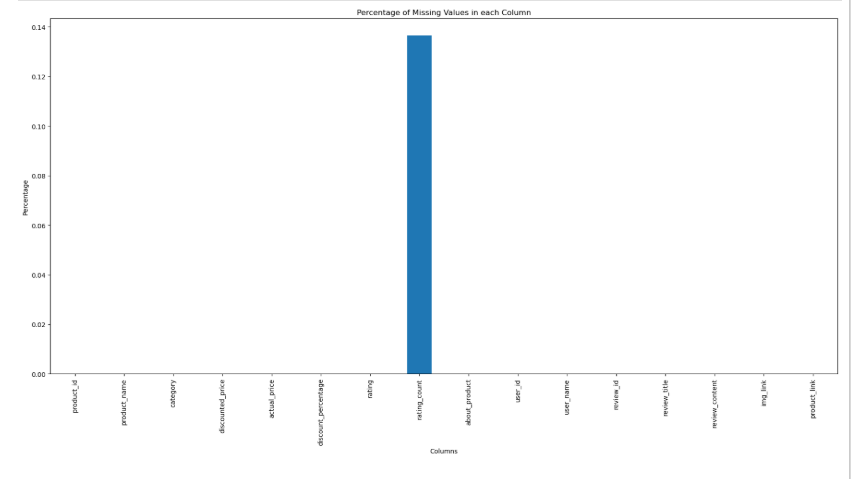 Percentage of Missing Values in each Column
0.14
0.12
0.10
0.08
0.06
0.04
0.02
0.00
Percentage
product_id
product_name
category
discounted_price
actual_price
discount_percentage
rating
rating_count
about_product
user_id
user_name
review_id
review_title
review_content
img_link
product_link
Columns